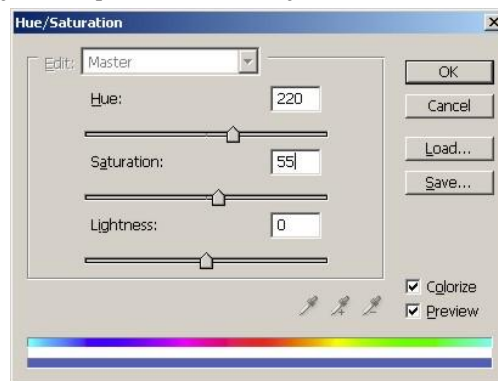 Hue/Saturation
Edit: Master
OK
Hue: 220
Cancel
Saturation: 55
Load...
Save...
Lightness: 0
Colorize
Preview